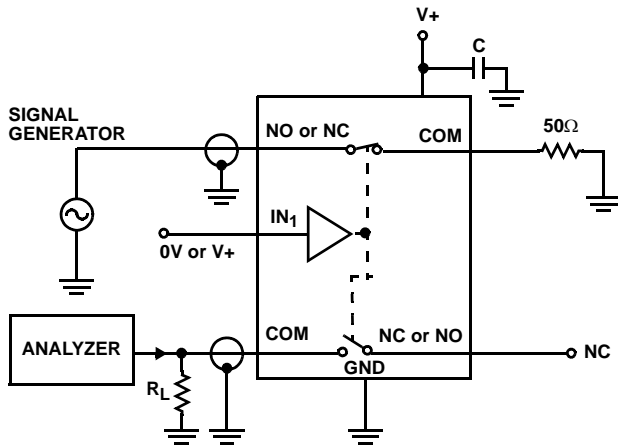 V+
C
SIGNAL
GENERATOR
NO or NC
COM
50Ω
IN1
0V or V+
ANALYZER
COM
NC or NO
NC
GND
RL